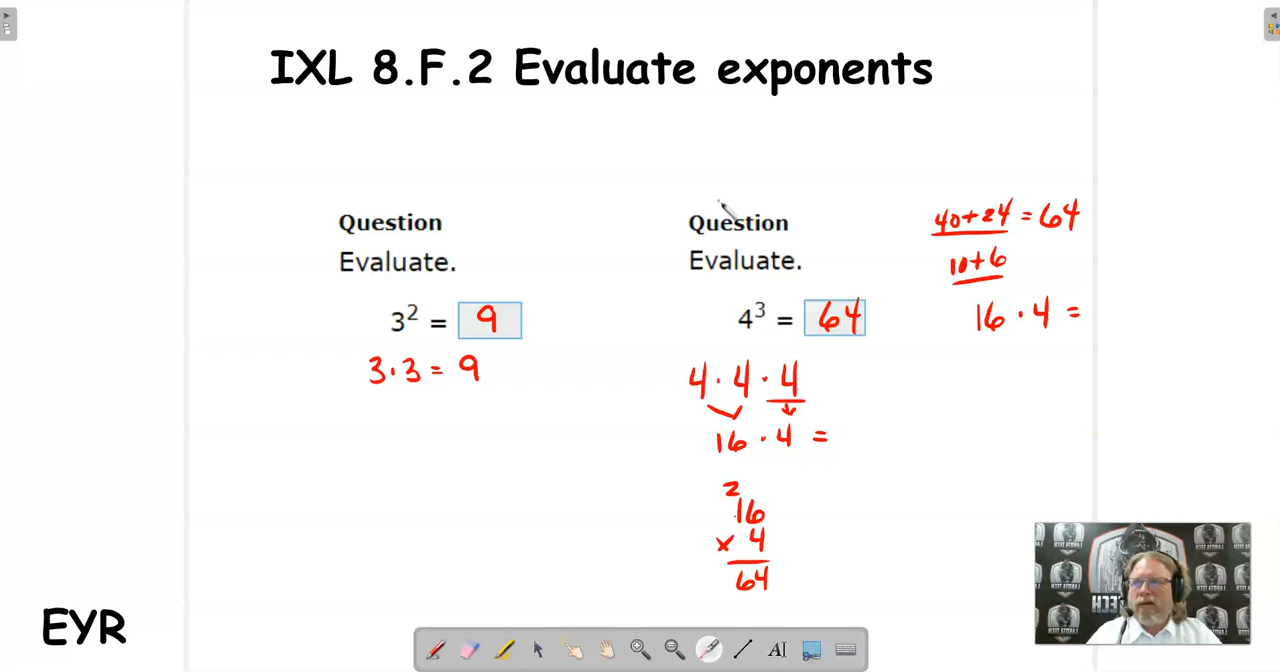 IXL 8.F.2 Evaluate exponents
Question
Evaluate.
3² = 9
3·3 = 9
Question
Evaluate.
4³ = 64
4·4·4
16·4 =
2
16
× 4
64
40+24 = 64
10+6
16·4 =
EYR
AI